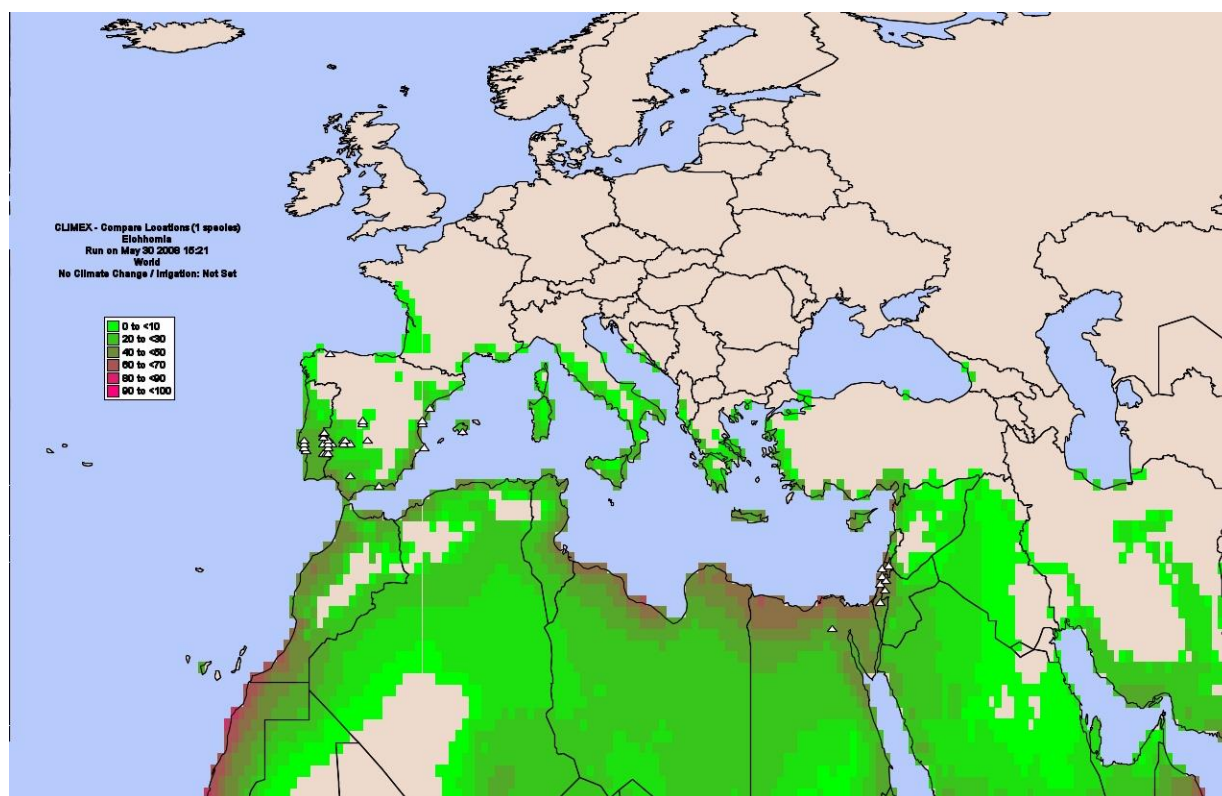 CLIMEX - Compare Locations (1 species)
Eichhornia
Run on May 30 2008 15:21
World
No Climate Change / Irrigation: Not Set
0 to <10
20 to <30
40 to <50
60 to <70
80 to <90
90 to <100